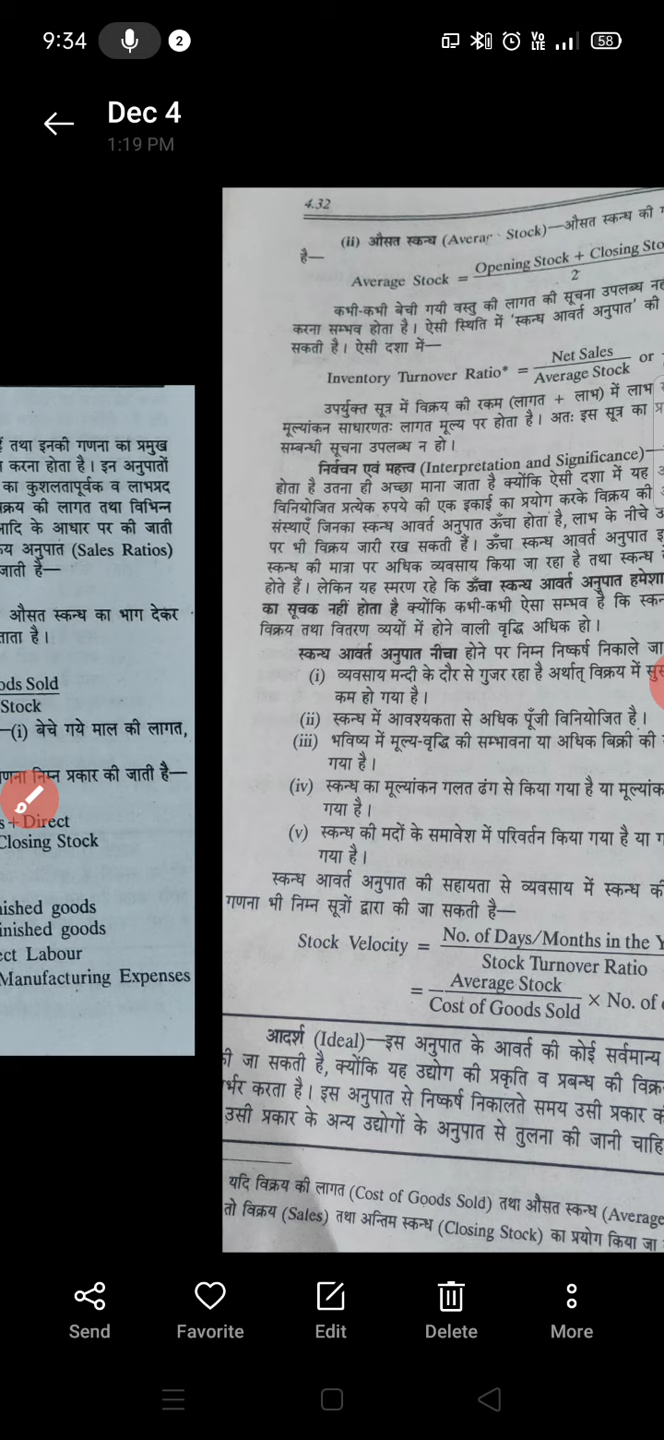 9:34
2
Vo
LTE
58
Dec 4
1:19 PM
तथा इनकी गणना का प्रमुख
करना होता है। इन अनुपातों
का कुशलतापूर्वक व लाभप्रद
की लागत तथा विभिन्न
आदि के आधार पर की जाती
अनुपात (Sales Ratios)
जाती है—
औसत स्कन्ध का भाग देकर
है।
Sold
Stock
—(i) बेचे गये माल की लागत,
निम्न प्रकार की जाती है—
+ Direct
Closing Stock
goods
goods
Labour
Manufacturing Expenses
4.32
(ii) औसत स्कन्ध (Stock)—औसत स्कन्ध की
है—
Average Stock = Opening Stock + Closing
2
कभी-कभी बेची गयी वस्तु की लागत की सूचना उपलब्ध
करना सम्भव होता है। ऐसी स्थिति में 'स्कन्ध आवर्त अनुपात' की
सकती है। ऐसी दशा में—
Inventory Turnover Ratio* = Net Sales or
Average Stock
उपर्युक्त सूत्र में विक्रय की रकम (लागत + लाभ) में लाभ
मूल्यांकन साधारणतः लागत मूल्य पर होता है। अतः इस सूत्र का
सम्बन्धी सूचना उपलब्ध न हो।
निर्वचन एवं महत्त्व (Interpretation and Significance)—
होता है उतना ही अच्छा माना जाता है क्योंकि ऐसी दशा में यह
विनियोजित प्रत्येक रुपये की एक इकाई का प्रयोग करके विक्रय की
संस्थाएँ जिनका स्कन्ध आवर्त अनुपात ऊँचा होता है, लाभ के नीचे
पर भी विक्रय जारी रख सकती हैं। ऊँचा स्कन्ध आवर्त अनुपात
स्कन्ध की मात्रा पर अधिक व्यवसाय किया जा रहा है तथा स्कन्ध
होते हैं। लेकिन यह स्मरण रहे कि ऊँचा स्कन्ध आवर्त अनुपात हमेशा
का सूचक नहीं होता है क्योंकि कभी-कभी ऐसा सम्भव है कि
विक्रय तथा वितरण व्ययों में होने वाली वृद्धि अधिक हो।
स्कन्ध आवर्त अनुपात नीचा होने पर निम्न निष्कर्ष निकाले जा
(i) व्यवसाय मन्दी के दौर से गुजर रहा है अर्थात् विक्रय में
कम हो गया है।
(ii) स्कन्ध में आवश्यकता से अधिक पूँजी विनियोजित है।
(iii) भविष्य में मूल्य-वृद्धि की सम्भावना या अधिक बिक्री की
गया है।
(iv) स्कन्ध का मूल्यांकन गलत ढंग से किया गया है या
गया है।
(v) स्कन्ध की मदों के समावेश में परिवर्तन किया गया है या
गया है।
स्कन्ध आवर्त अनुपात की सहायता से व्यवसाय में स्कन्ध की
गणना भी निम्न सूत्रों द्वारा की जा सकती है—
Stock Velocity = No. of Days/Months in the
Stock Turnover Ratio
= Average Stock × No. of
Cost of Goods Sold
आदर्श (Ideal)—इस अनुपात के आवर्त की कोई सर्वमान्य
जा सकती है, क्योंकि यह उद्योग की प्रकृति व प्रबन्ध की
करता है। इस अनुपात से निष्कर्ष निकालते समय उसी प्रकार
उसी प्रकार के अन्य उद्योगों के अनुपात से तुलना की जानी
यदि विक्रय की लागत (Cost of Goods Sold) तथा औसत स्कन्ध (Average
तो विक्रय (Sales) तथा अन्तिम स्कन्ध (Closing Stock) का प्रयोग किया जा
Send
Favorite
Edit
Delete
More